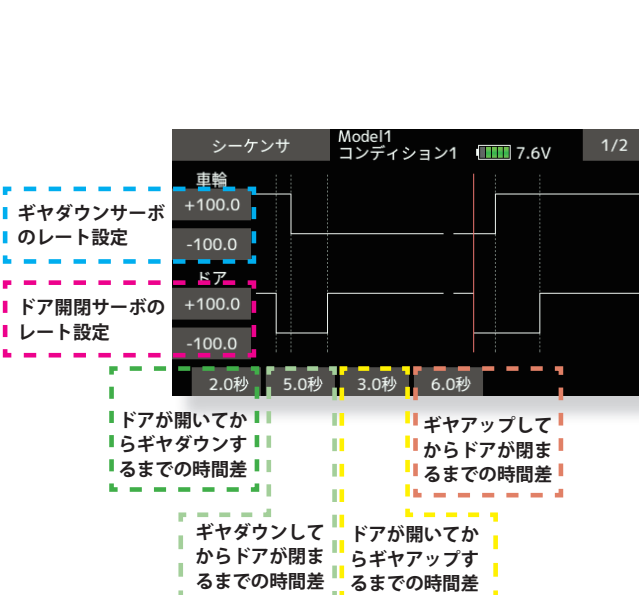 シーケンサ
Model1
コンディション1
7.6V
1/2
車輪
+100.0
-100.0
ギヤダウンサーボ
のレート設定
ドア
+100.0
-100.0
ドア開閉サーボの
レート設定
2.0秒 5.0秒 3.0秒 6.0秒
ドアが開いてか
らギヤダウンす
るまでの時間差
ギヤアップして
からドアが閉ま
るまでの時間差
ギヤダウンして
からドアが閉ま
るまでの時間差
ドアが開いてか
らギヤアップす
るまでの時間差